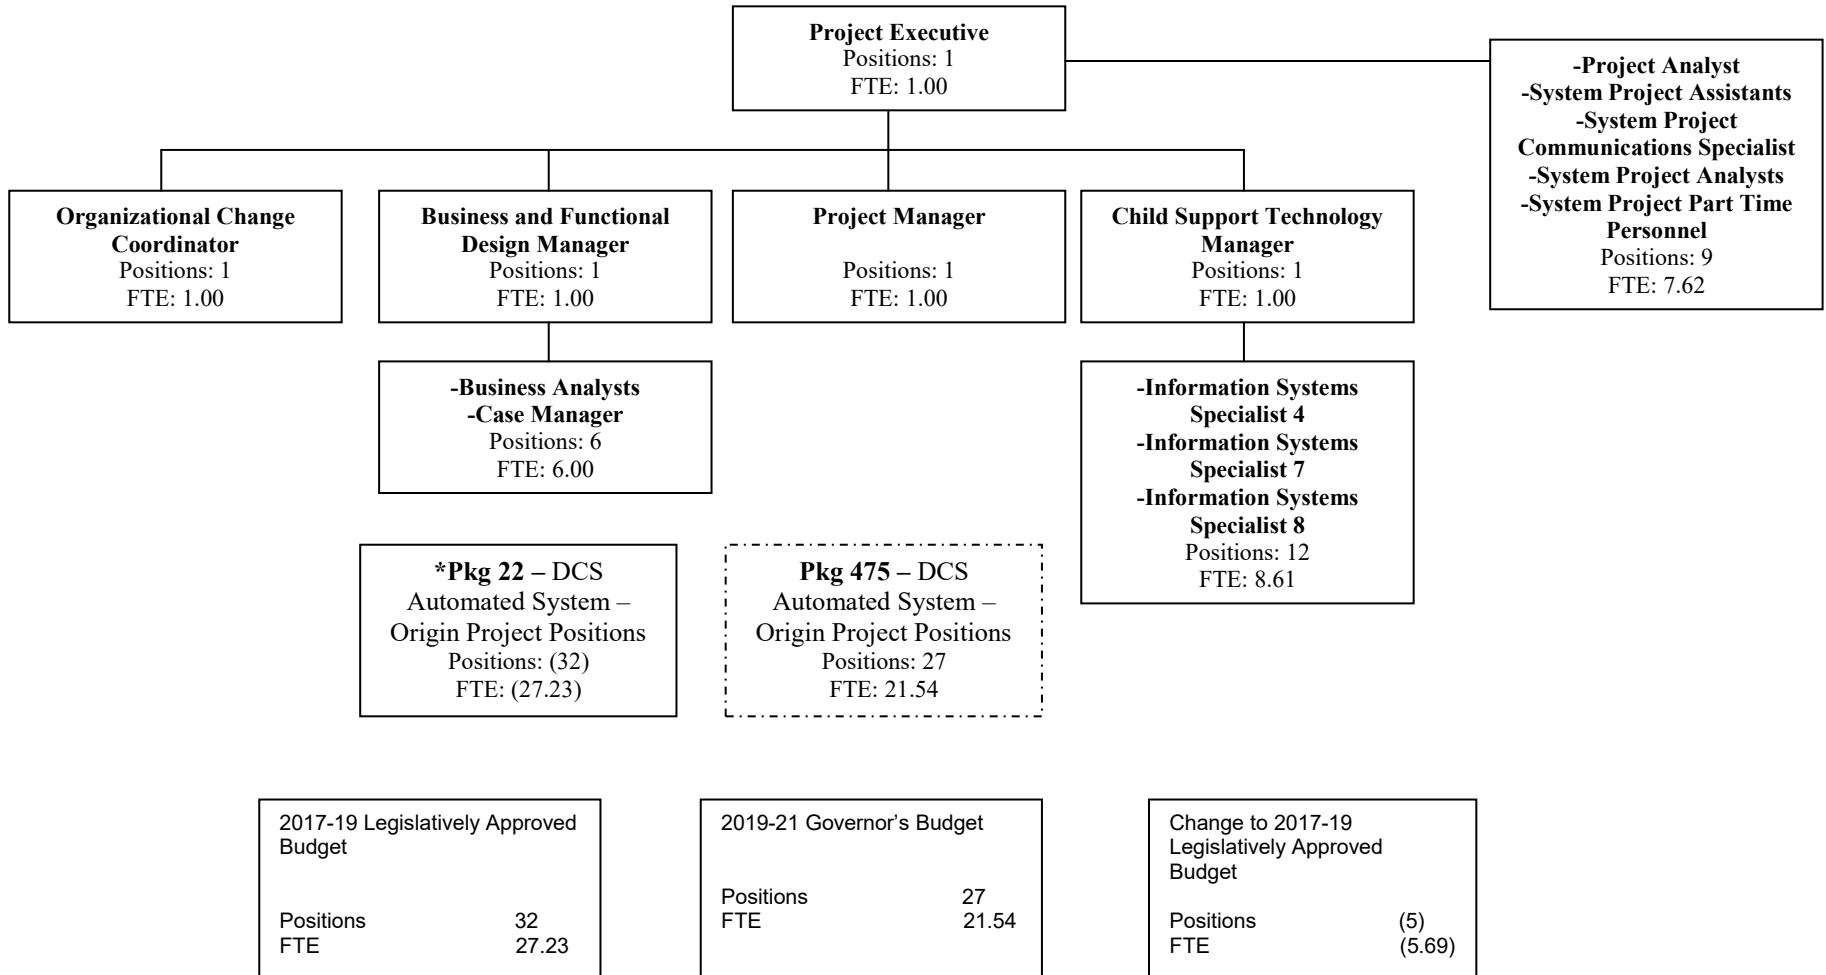 Project Executive
Positions: 1
FTE: 1.00
-Project Analyst
-System Project Assistants
-System Project
Communications Specialist
-System Project Analysts
-System Project Part Time
Personnel
Positions: 9
FTE: 7.62
Organizational Change
Coordinator
Positions: 1
FTE: 1.00
Business and Functional
Design Manager
Positions: 1
FTE: 1.00
Project Manager
Positions: 1
FTE: 1.00
Child Support Technology
Manager
Positions: 1
FTE: 1.00
-Business Analysts
-Case Manager
Positions: 6
FTE: 6.00
-Information Systems
Specialist 4
-Information Systems
Specialist 7
-Information Systems
Specialist 8
Positions: 12
FTE: 8.61
*Pkg 22 – DCS
Automated System –
Origin Project Positions
Positions: (32)
FTE: (27.23)
Pkg 475 – DCS
Automated System –
Origin Project Positions
Positions: 27
FTE: 21.54
2017-19 Legislatively Approved
Budget
Positions 32
FTE 27.23
2019-21 Governor’s Budget
Positions 27
FTE 21.54
Change to 2017-19
Legislatively Approved
Budget
Positions (5)
FTE (5.69)